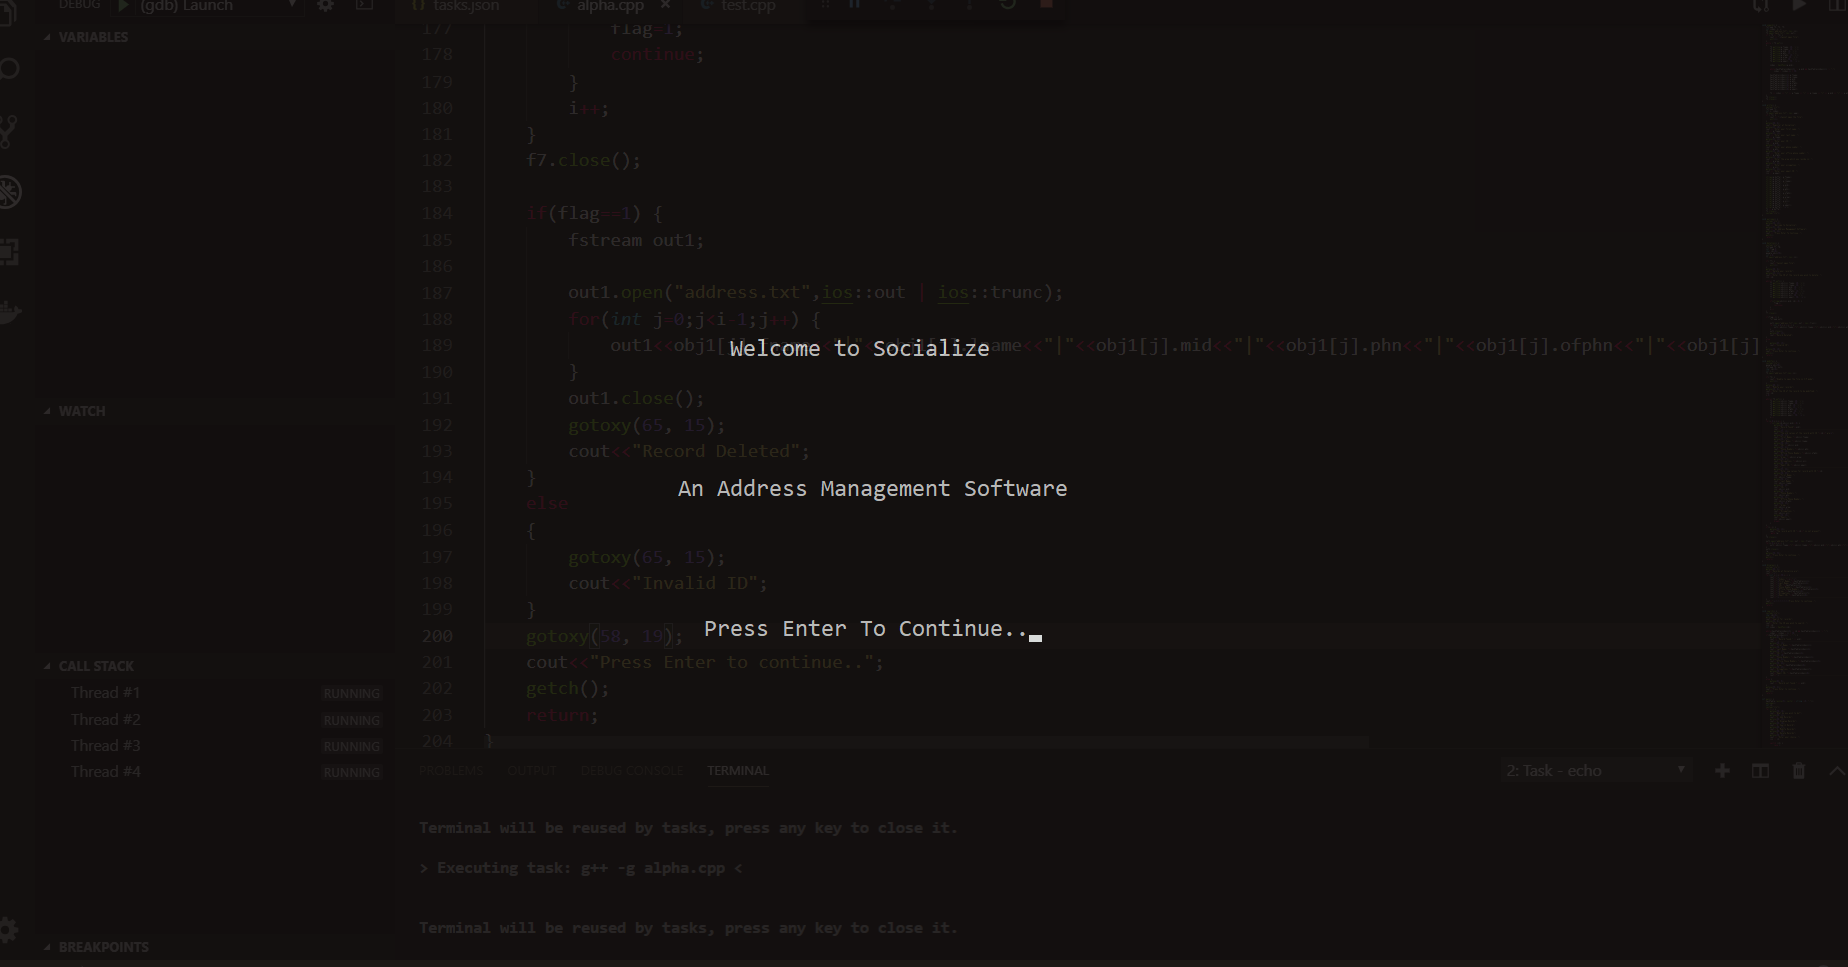 DEBUG (gdb) Launch tasks.json alpha.cpp × test.cpp
VARIABLES
WATCH
CALL STACK
Thread #1 RUNNING
Thread #2 RUNNING
Thread #3 RUNNING
Thread #4 RUNNING
BREAKPOINTS
177 flag=1;
178 continue;
179 }
180 i++;
181 }
182 f7.close();
183
184 if(flag==1) {
185 fstream out1;
186
187 out1.open("address.txt",ios::out | ios::trunc);
188 for(int j=0;j<i-1;j++) {
189 out1<<obj1[ name<<"|"<<obj1[j].mid<<"|"<<obj1[j].phn<<"|"<<obj1[j].ofphn<<"|"<<obj1[j]
190 }
191 out1.close();
192 gotoxy(65, 15);
193 cout<<"Record Deleted";
194 }
195 else
196 {
197 gotoxy(65, 15);
198 cout<<"Invalid ID";
199 }
200 gotoxy(58, 19);
201 cout<<"Press Enter to continue..";
202 getch();
203 return;
204 }
Welcome to Socialize
An Address Management Software
Press Enter To Continue..
PROBLEMS OUTPUT DEBUG CONSOLE TERMINAL 2: Task - echo
Terminal will be reused by tasks, press any key to close it.
> Executing task: g++ -g alpha.cpp <
Terminal will be reused by tasks, press any key to close it.